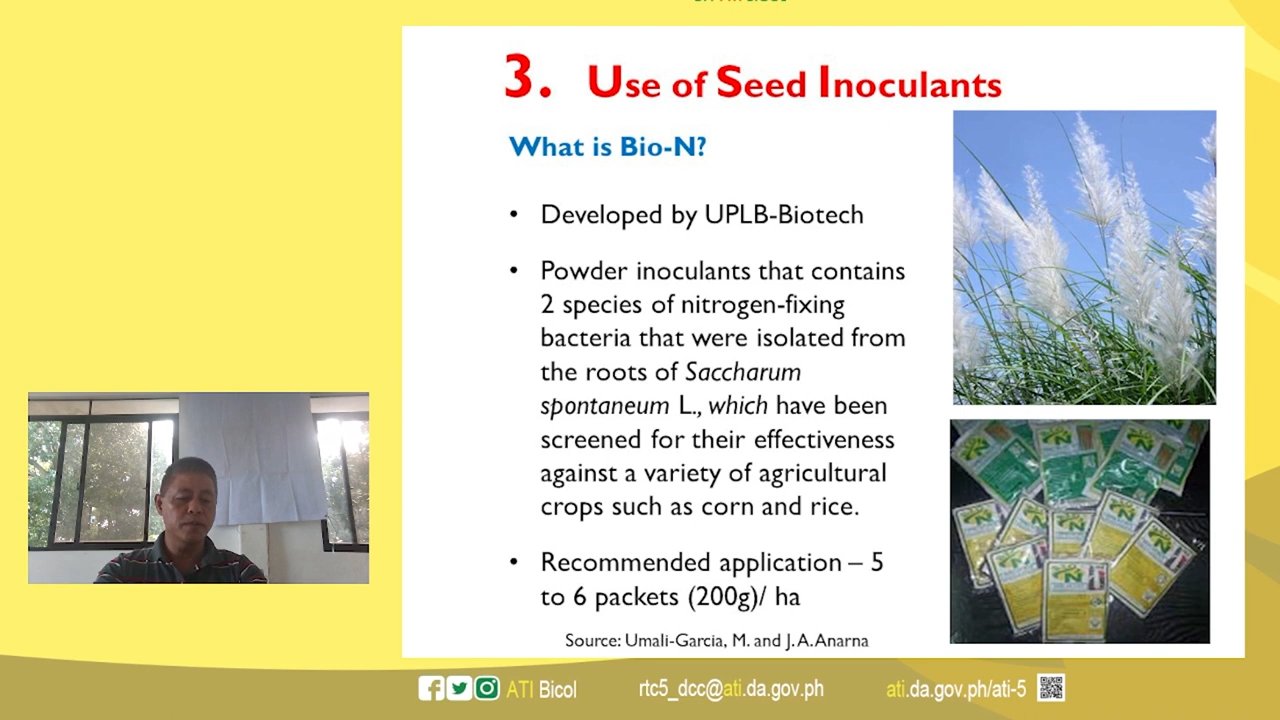 3. Use of Seed Inoculants
What is Bio-N?
• Developed by UPLB-Biotech
• Powder inoculants that contains
2 species of nitrogen-fixing
bacteria that were isolated from
the roots of Saccharum
spontaneum L., which have been
screened for their effectiveness
against a variety of agricultural
crops such as corn and rice.
• Recommended application – 5
to 6 packets (200g)/ ha
Source: Umali-Garcia, M. and J. A. Anarna
ATI Bicol
rtc5_dcc@ati.da.gov.ph
ati.da.gov.ph/ati-5